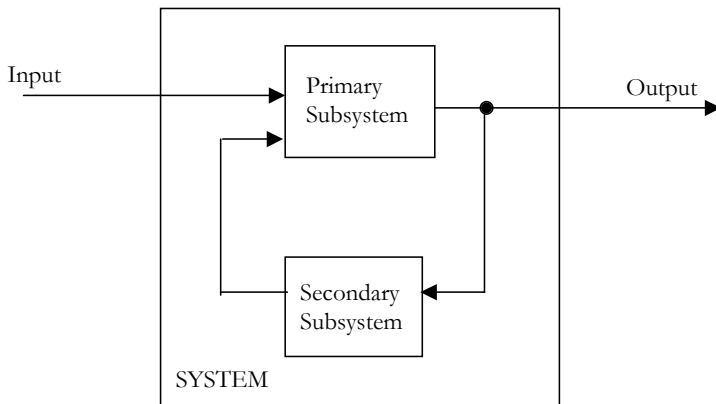 Input
Primary
Subsystem
Output
Secondary
Subsystem
SYSTEM